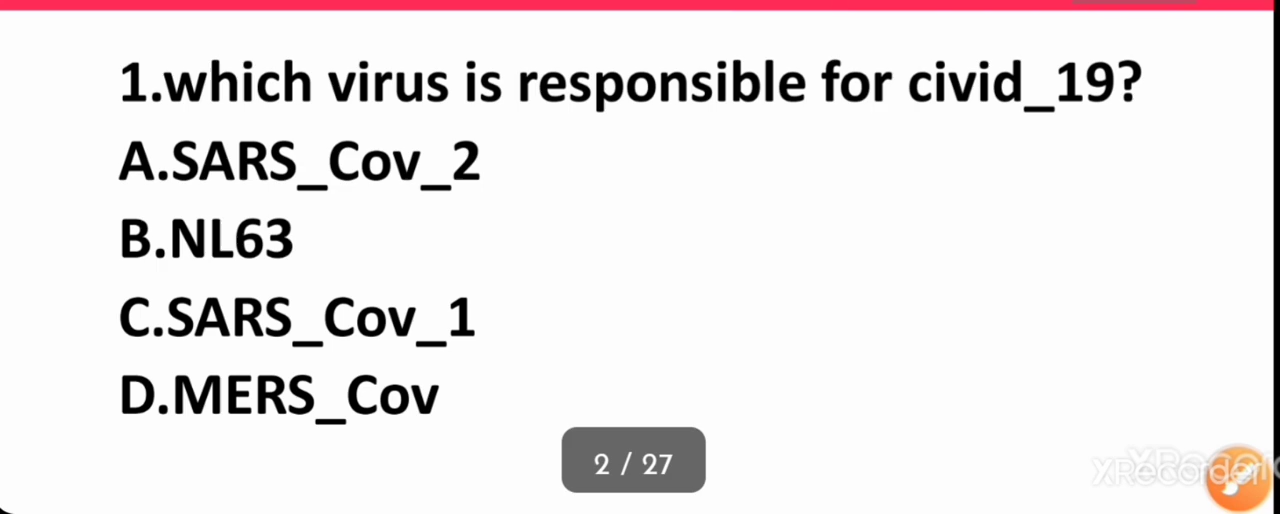 1.which virus is responsible for civid_19?
A.SARS_Cov_2
B.NL63
C.SARS_Cov_1
D.MERS_Cov
2 / 27
XRecorder